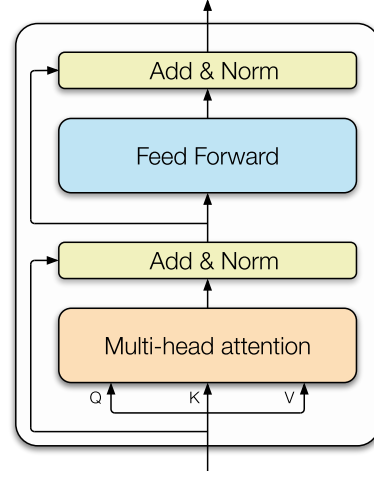 Add & Norm
Feed Forward
Add & Norm
Multi-head attention
Q K V